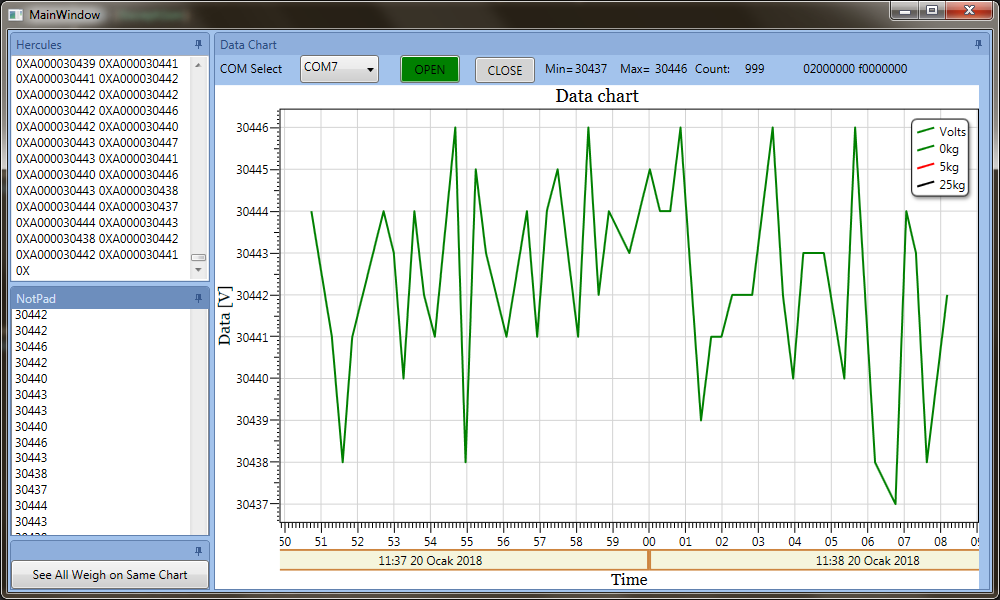 MainWindow
Hercules
0XA000030439 0XA000030441
0XA000030441 0XA000030442
0XA000030442 0XA000030442
0XA000030442 0XA000030446
0XA000030442 0XA000030440
0XA000030443 0XA000030447
0XA000030443 0XA000030441
0XA000030440 0XA000030446
0XA000030443 0XA000030438
0XA000030444 0XA000030437
0XA000030444 0XA000030443
0XA000030438 0XA000030442
0XA000030442 0XA000030441
0X
NotPad
30442
30442
30446
30442
30440
30443
30443
30440
30446
30443
30438
30437
30444
30443
See All Weigh on Same Chart
Data Chart
COM Select COM7 OPEN CLOSE Min= 30437 Max= 30446 Count: 999 02000000 f0000000
Data chart
Volts
0kg
5kg
25kg
Data [V]
30446
30445
30444
30443
30442
30441
30440
30439
30438
30437
50 51 52 53 54 55 56 57 58 59 00 01 02 03 04 05 06 07 08
11:37 20 Ocak 2018 11:38 20 Ocak 2018
Time